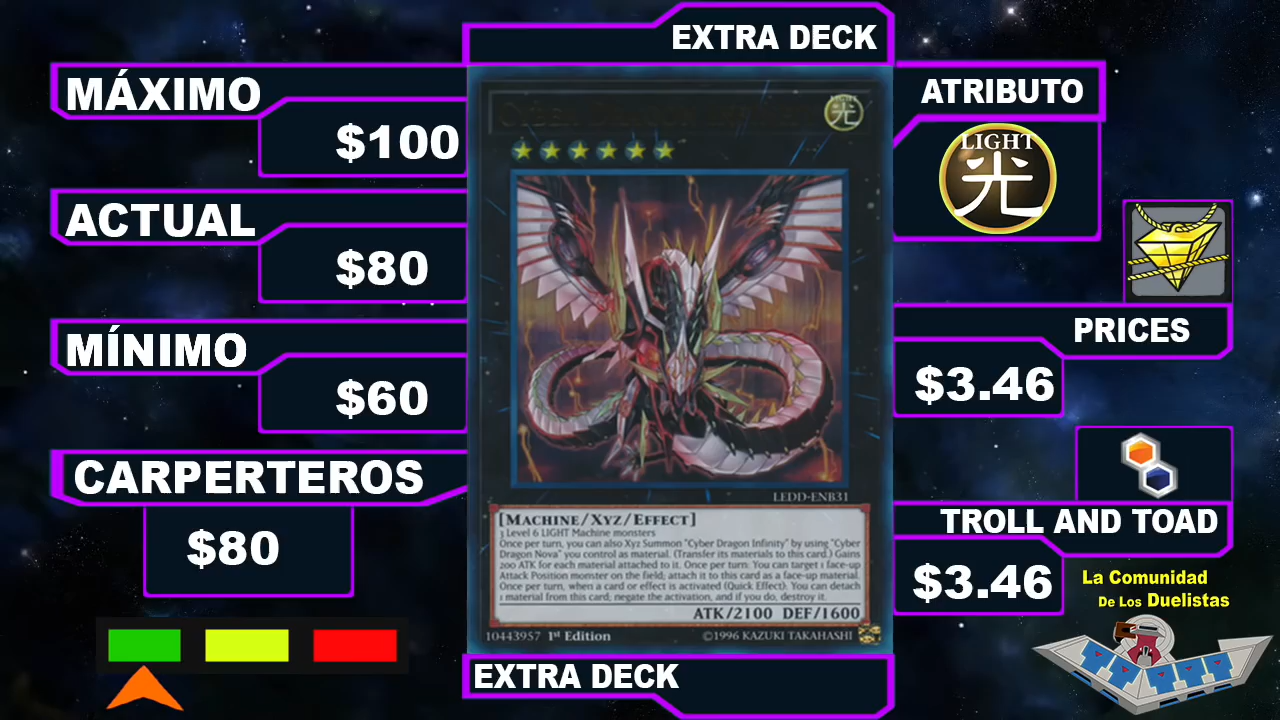 EXTRA DECK
MÁXIMO
$100
ACTUAL
$80
MÍNIMO
$60
CARPERTEROS
$80
LIGHT
光
LEDD-ENB31
[MACHINE/XYZ/EFFECT]
3 Level 6 LIGHT Machine monsters
Once per turn, you can also Xyz Summon "Cyber Dragon Infinity" by using "Cyber
Dragon Nova" you control as material. (Transfer its materials to this card.) Gains
200 ATK for each material attached to it. Once per turn: You can target 1 face-up
Attack Position monster on the field; attach it to this card as a face-up material.
Once per turn, when a card or effect is activated (Quick Effect): You can detach
1 material from this card; negate the activation, and if you do, destroy it.
ATK/2100 DEF/1600
10443957 1st Edition
©1996 KAZUKI TAKAHASHI
EXTRA DECK
ATRIBUTO
LIGHT
光
PRICES
$3.46
TROLL AND TOAD
$3.46
La Comunidad
De Los Duelistas